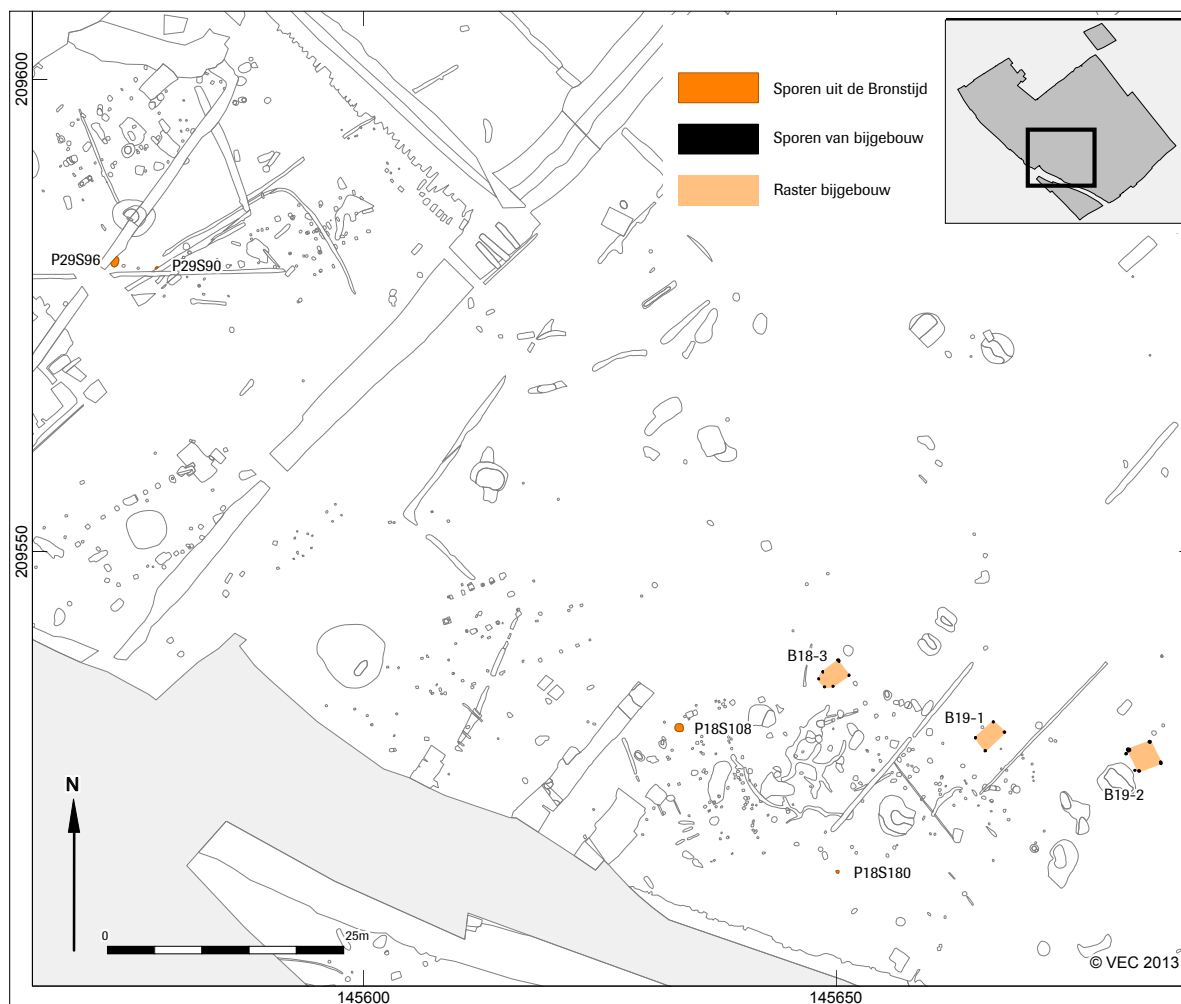 209600
209550
Sporen uit de Bronstijd
Sporen van bijgebouw
Raster bijgebouw
P29S96
P29S90
B18-3
B19-1
P18S108
B19-2
P18S180
N
0
25m
© VEC 2013
145600
145650